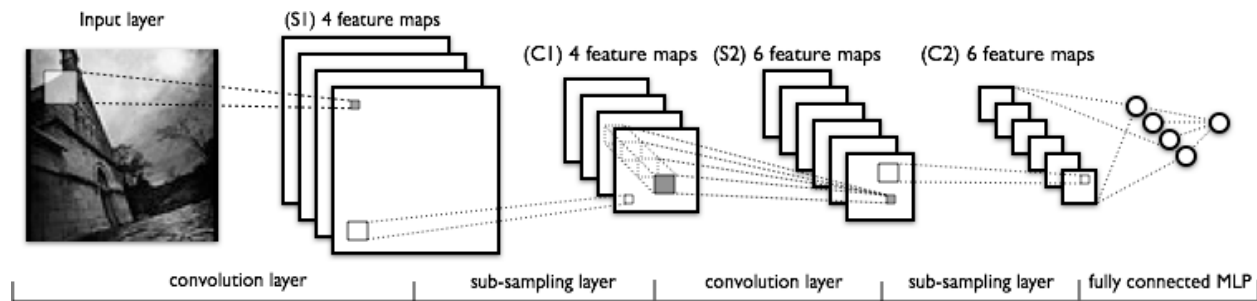 Input layer
(S1) 4 feature maps
(C1) 4 feature maps
(S2) 6 feature maps
(C2) 6 feature maps
convolution layer
sub-sampling layer
convolution layer
sub-sampling layer
fully connected MLP